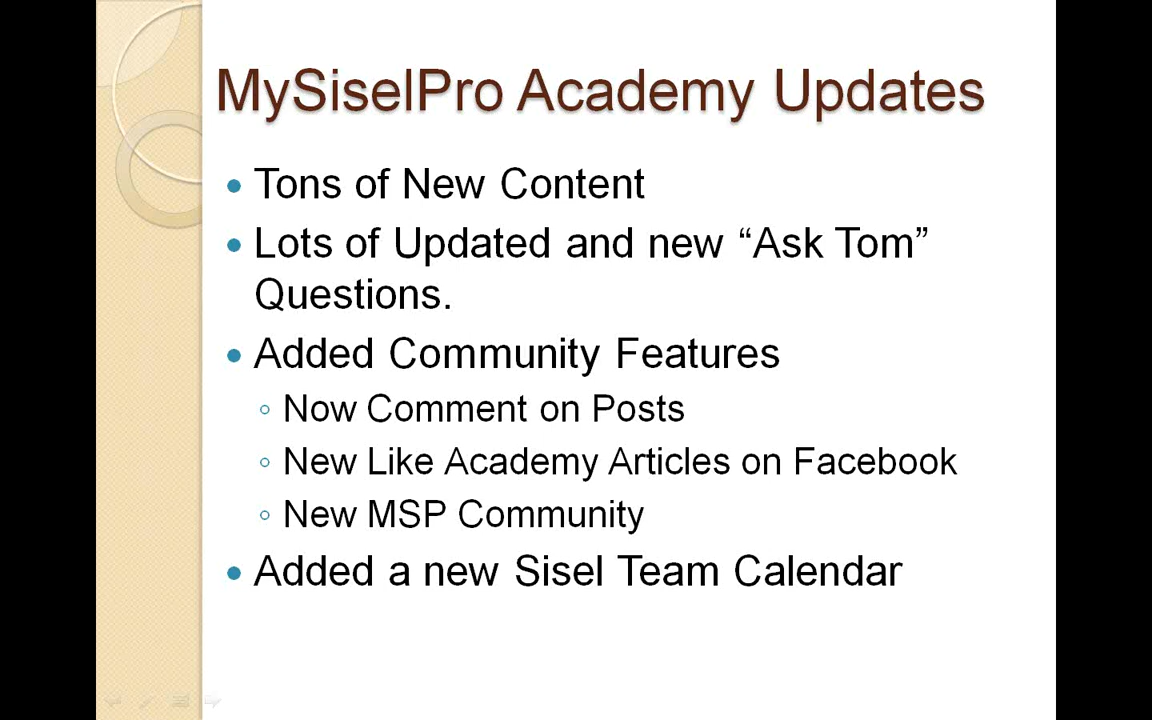 MySiselPro Academy Updates
• Tons of New Content
• Lots of Updated and new “Ask Tom”
Questions.
• Added Community Features
◦ Now Comment on Posts
◦ New Like Academy Articles on Facebook
◦ New MSP Community
• Added a new Sisel Team Calendar